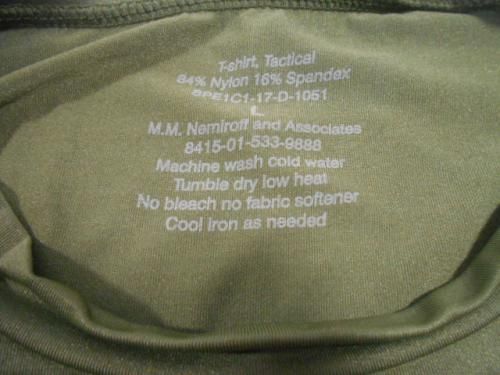 T-shirt, Tactical
84% Nylon 16% Spandex
SPE1C1-17-D-1051
L
M.M. Nemiroff and Associates
8415-01-533-9888
Machine wash cold water
Tumble dry low heat
No bleach no fabric softener
Cool iron as needed